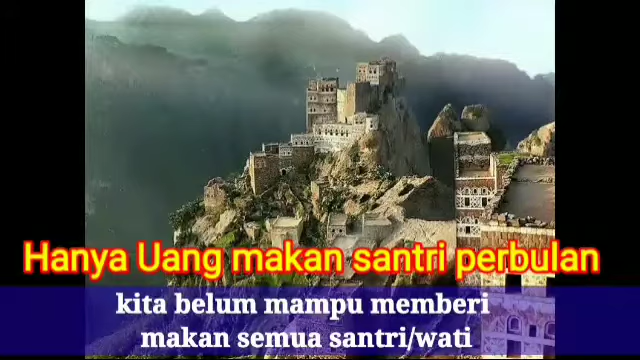 Hanya Uang makan santri perbulan
kita belum mampu memberi
makan semua santri/wati